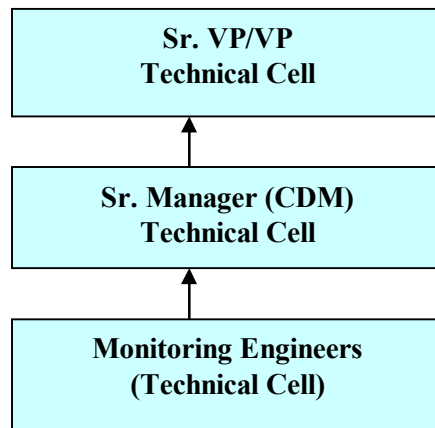 Sr. VP/VP
Technical Cell
Sr. Manager (CDM)
Technical Cell
Monitoring Engineers
(Technical Cell)